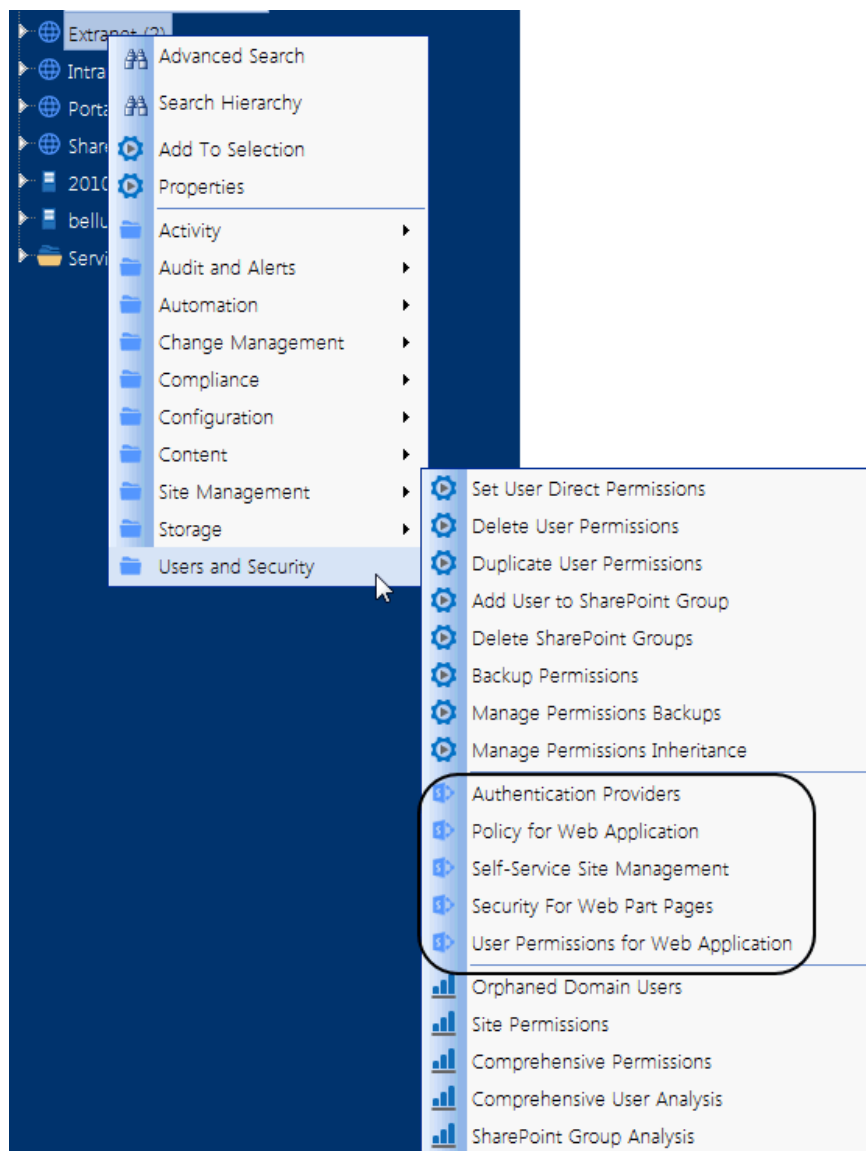 Extranet (2)
Intra
Porta
Share
2010
bellu
Servi
Advanced Search
Search Hierarchy
Add To Selection
Properties
Activity
Audit and Alerts
Automation
Change Management
Compliance
Configuration
Content
Site Management
Storage
Users and Security
Set User Direct Permissions
Delete User Permissions
Duplicate User Permissions
Add User to SharePoint Group
Delete SharePoint Groups
Backup Permissions
Manage Permissions Backups
Manage Permissions Inheritance
Authentication Providers
Policy for Web Application
Self-Service Site Management
Security For Web Part Pages
User Permissions for Web Application
Orphaned Domain Users
Site Permissions
Comprehensive Permissions
Comprehensive User Analysis
SharePoint Group Analysis